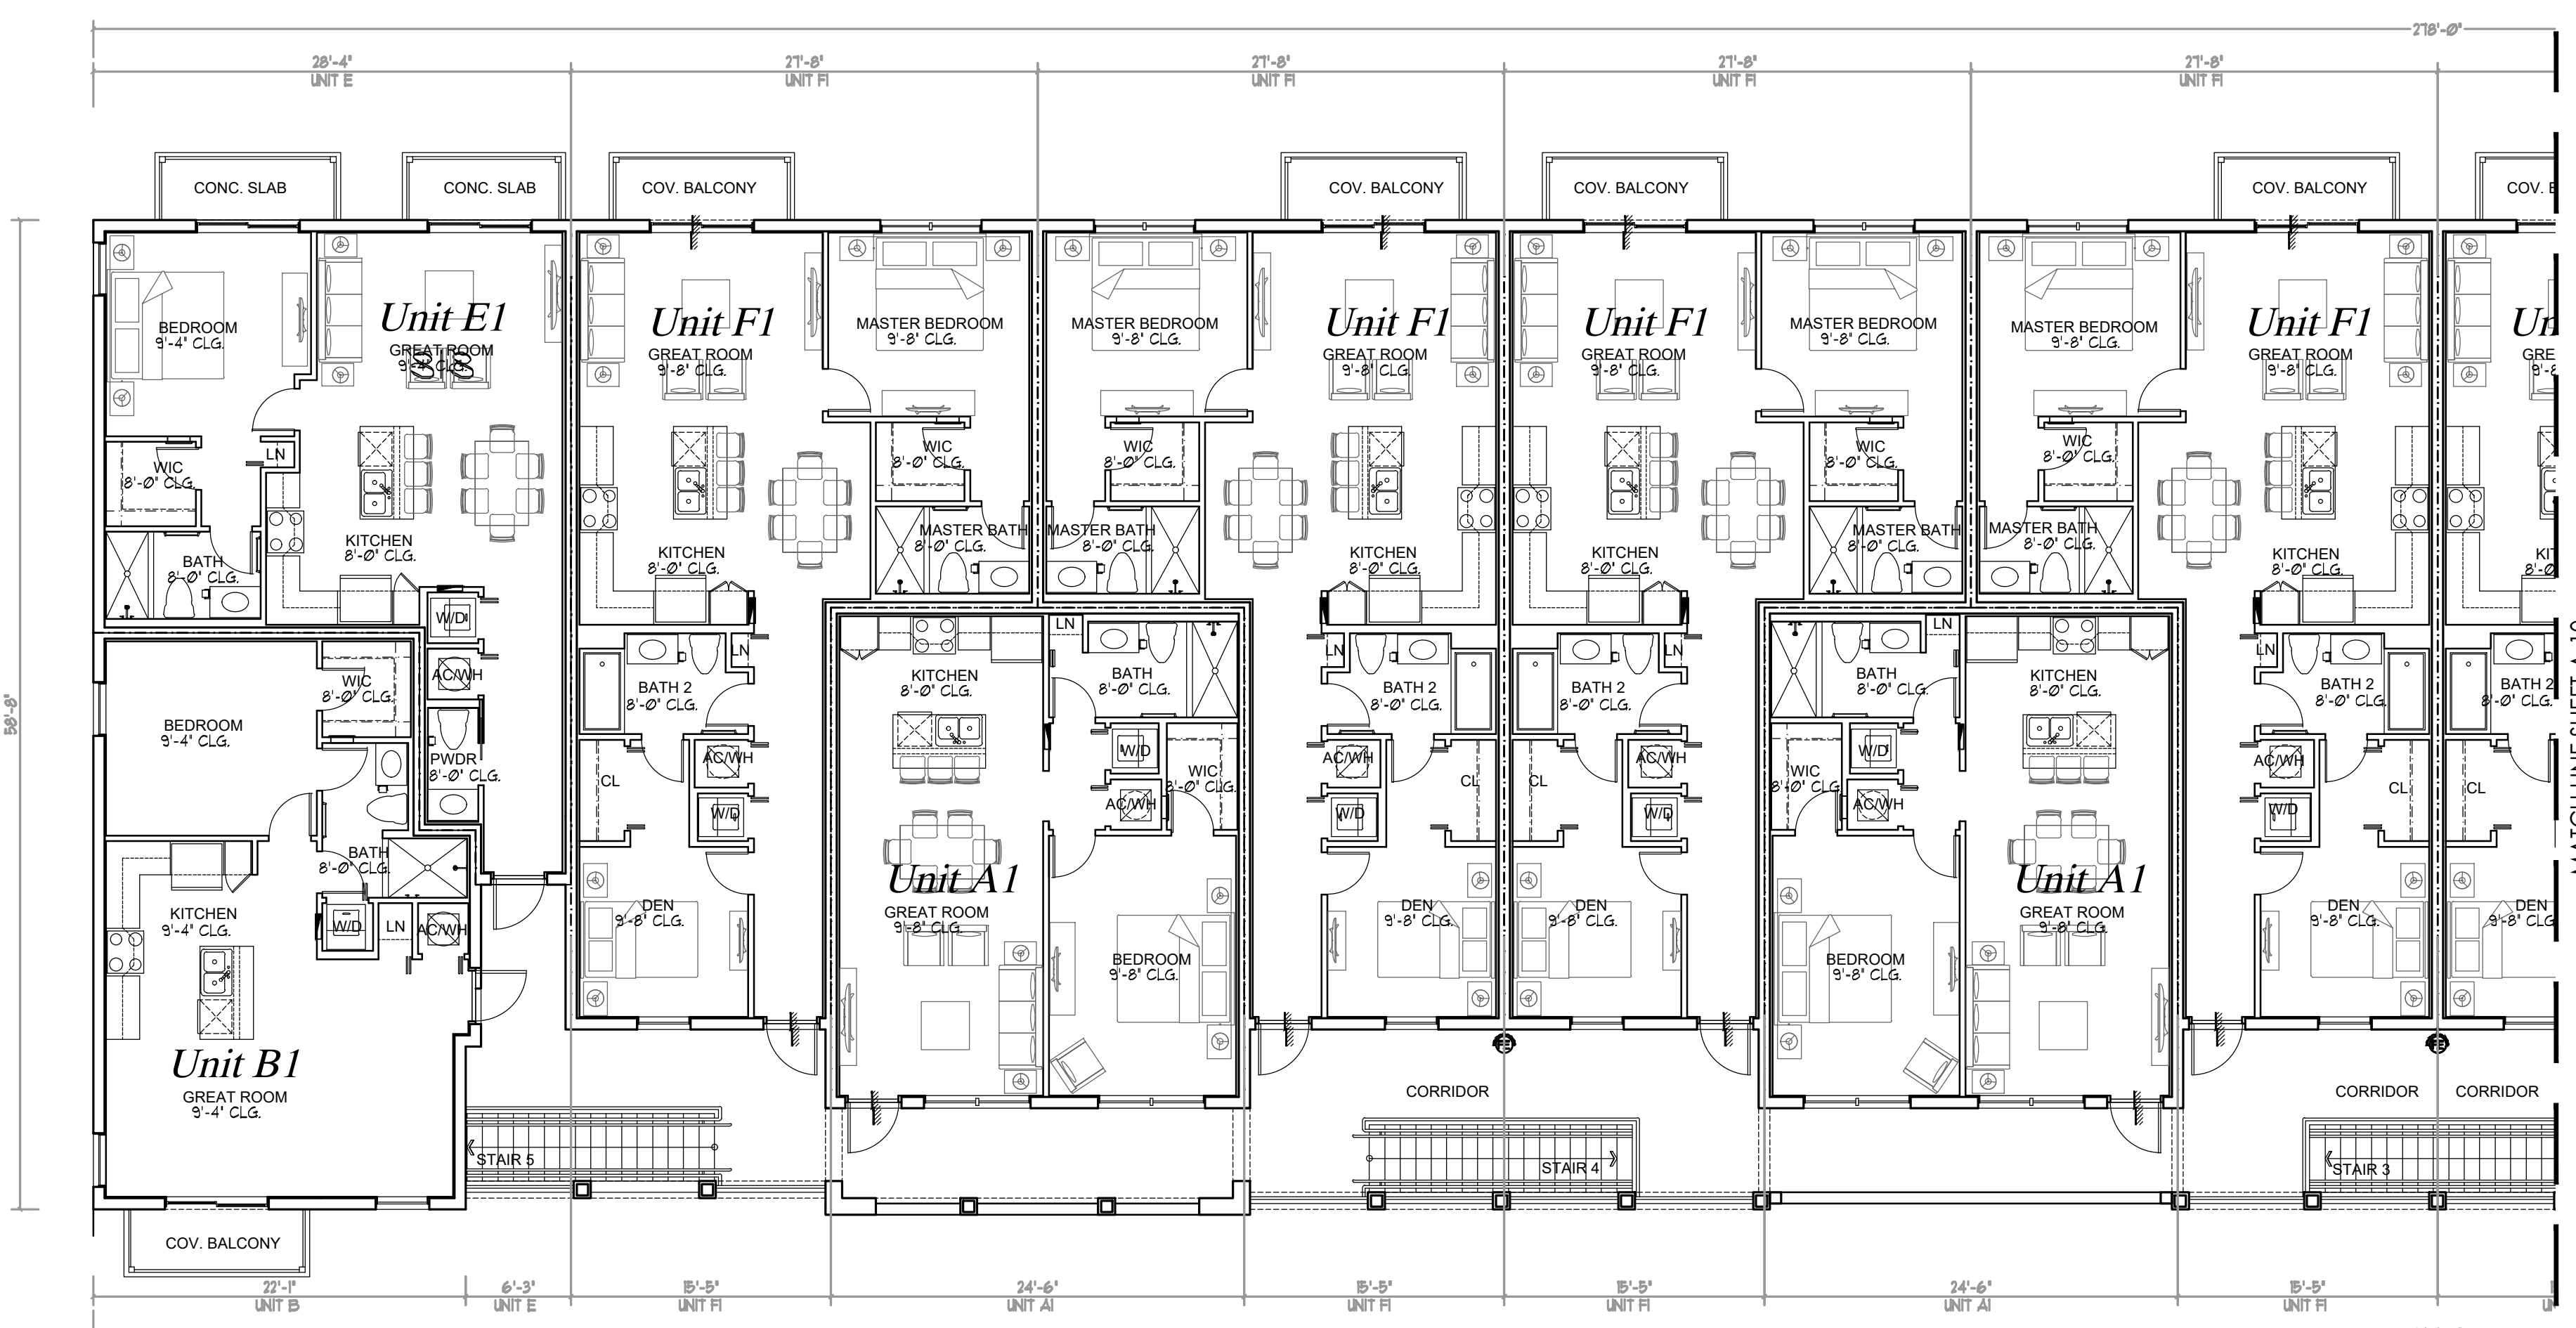 278'-0"
28'-4"
UNIT E
27'-8"
UNIT F1
27'-8"
UNIT F1
27'-8"
UNIT F1
27'-8"
UNIT F1
CONC. SLAB
CONC. SLAB
COV. BALCONY
COV. BALCONY
COV. BALCONY
COV. BALCONY
COV.
Unit E1
Unit F1
Unit F1
Unit F1
Unit F1
BEDROOM
9'-4" CLG.
GREAT ROOM
9'-4" CLG.
GREAT ROOM
9'-8" CLG.
MASTER BEDROOM
9'-8" CLG.
MASTER BEDROOM
9'-8" CLG.
GREAT ROOM
9'-8" CLG.
GREAT ROOM
9'-8" CLG.
MASTER BEDROOM
9'-8" CLG.
MASTER BEDROOM
9'-8" CLG.
GREAT ROOM
9'-8" CLG.
WIC
8'-0" CLG.
LN
WIC
8'-0" CLG.
WIC
8'-0" CLG.
WIC
8'-0" CLG.
WIC
8'-0" CLG.
BATH
8'-0" CLG.
KITCHEN
8'-0" CLG.
KITCHEN
8'-0" CLG.
MASTER BATH
8'-0" CLG.
MASTER BATH
8'-0" CLG.
KITCHEN
8'-0" CLG.
KITCHEN
8'-0" CLG.
MASTER BATH
8'-0" CLG.
MASTER BATH
8'-0" CLG.
KITCHEN
8'-0" CLG.
W/D
AC/WH
PWDR
8'-0" CLG.
WIC
8'-0" CLG.
BEDROOM
9'-4" CLG.
BATH
8'-0" CLG.
W/D
LN
AC/WH
KITCHEN
9'-4" CLG.
Unit B1
GREAT ROOM
9'-4" CLG.
LN
BATH 2
8'-0" CLG.
CL
AC/WH
W/D
DEN
9'-8" CLG.
KITCHEN
8'-0" CLG.
LN
BATH
8'-0" CLG.
W/D
WIC
8'-0" CLG.
AC/WH
Unit A1
GREAT ROOM
9'-8" CLG.
BEDROOM
9'-8" CLG.
LN
BATH 2
8'-0" CLG.
AC/WH
CL
W/D
DEN
9'-8" CLG.
BATH 2
8'-0" CLG.
LN
CL
AC/WH
W/D
DEN
9'-8" CLG.
BATH
8'-0" CLG.
LN
KITCHEN
8'-0" CLG.
W/D
WIC
8'-0" CLG.
AC/WH
Unit A1
GREAT ROOM
9'-8" CLG.
BEDROOM
9'-8" CLG.
LN
BATH 2
8'-0" CLG.
AC/WH
CL
W/D
DEN
9'-8" CLG.
BATH 2
8'-0" CLG.
CL
DEN
9'-8" CLG
58'-8"
CORRIDOR
CORRIDOR
CORRIDOR
STAIR 5
STAIR 4
STAIR 3
COV. BALCONY
22'-1"
UNIT B
6'-3"
UNIT E
15'-5"
UNIT F1
24'-6"
UNIT A1
15'-5"
UNIT F1
15'-5"
UNIT F1
24'-6"
UNIT A1
15'-5"
UNIT F1